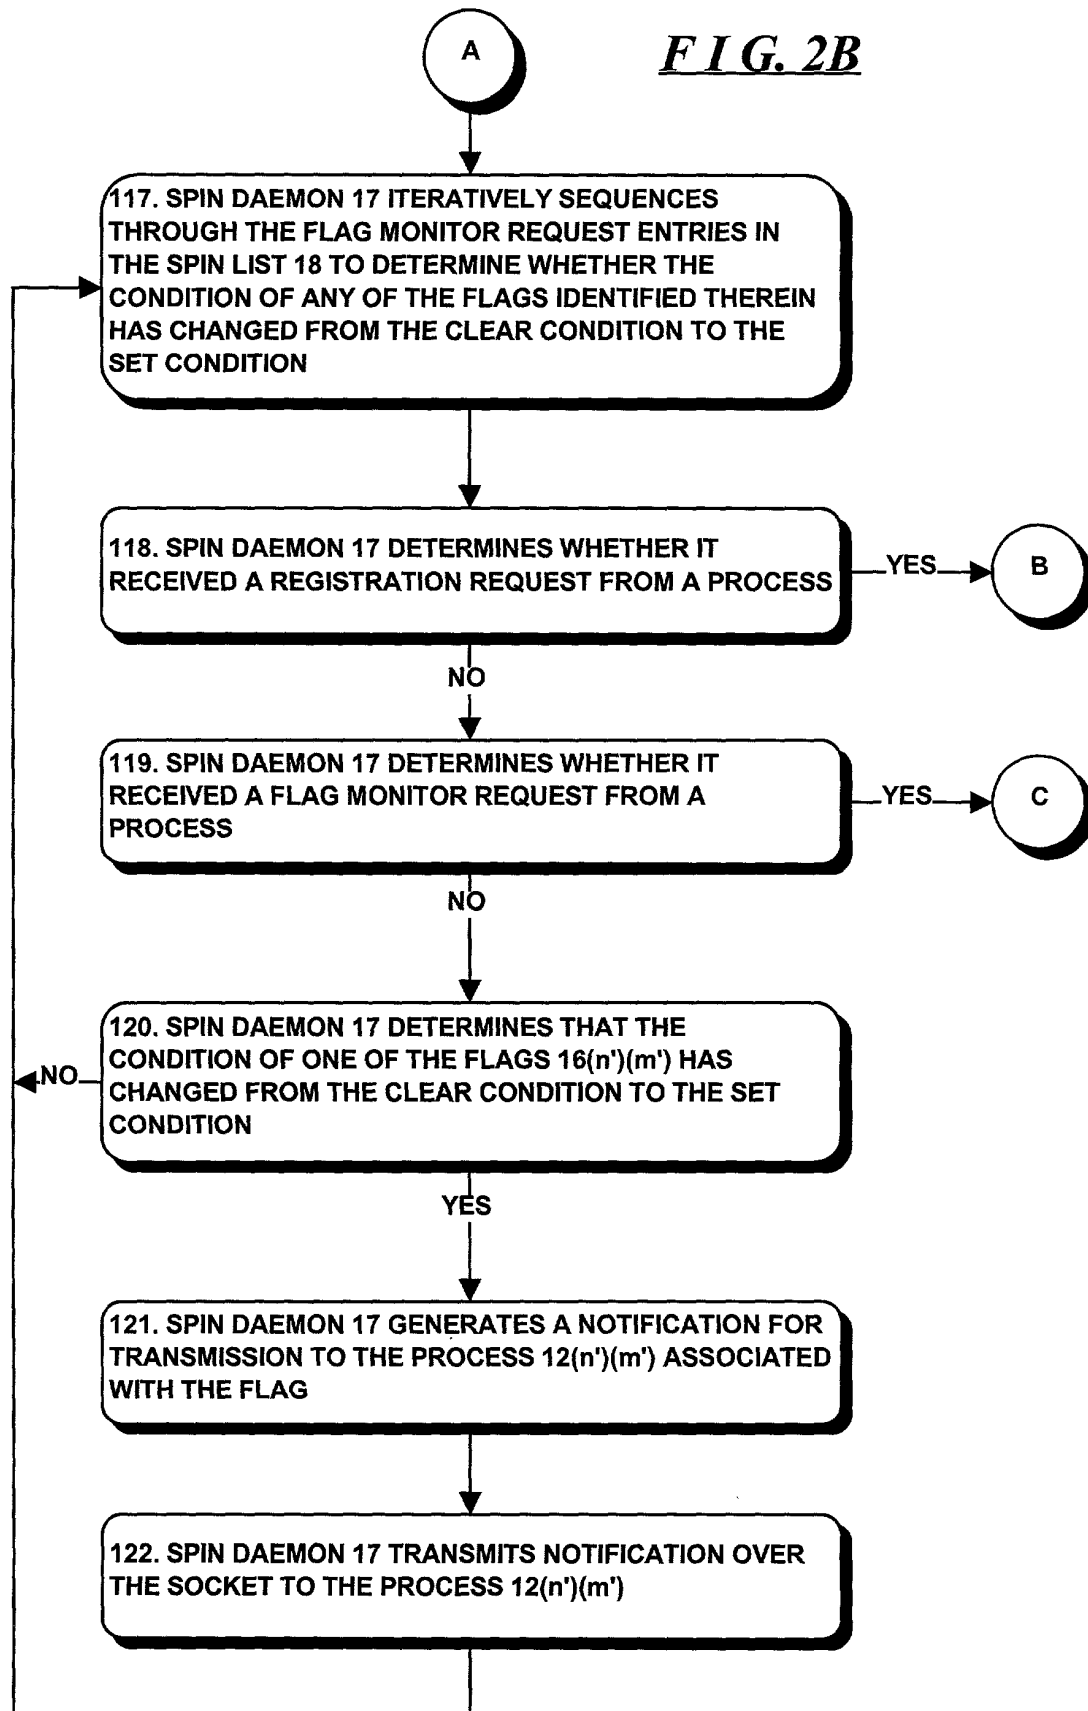 A
F I G. 2B
117. SPIN DAEMON 17 ITERATIVELY SEQUENCES
THROUGH THE FLAG MONITOR REQUEST ENTRIES IN
THE SPIN LIST 18 TO DETERMINE WHETHER THE
CONDITION OF ANY OF THE FLAGS IDENTIFIED THEREIN
HAS CHANGED FROM THE CLEAR CONDITION TO THE
SET CONDITION
118. SPIN DAEMON 17 DETERMINES WHETHER IT
RECEIVED A REGISTRATION REQUEST FROM A PROCESS
YES
B
NO
119. SPIN DAEMON 17 DETERMINES WHETHER IT
RECEIVED A FLAG MONITOR REQUEST FROM A
PROCESS
YES
C
NO
120. SPIN DAEMON 17 DETERMINES THAT THE
CONDITION OF ONE OF THE FLAGS 16(n')(m') HAS
CHANGED FROM THE CLEAR CONDITION TO THE SET
CONDITION
NO
YES
121. SPIN DAEMON 17 GENERATES A NOTIFICATION FOR
TRANSMISSION TO THE PROCESS 12(n')(m') ASSOCIATED
WITH THE FLAG
122. SPIN DAEMON 17 TRANSMITS NOTIFICATION OVER
THE SOCKET TO THE PROCESS 12(n')(m')